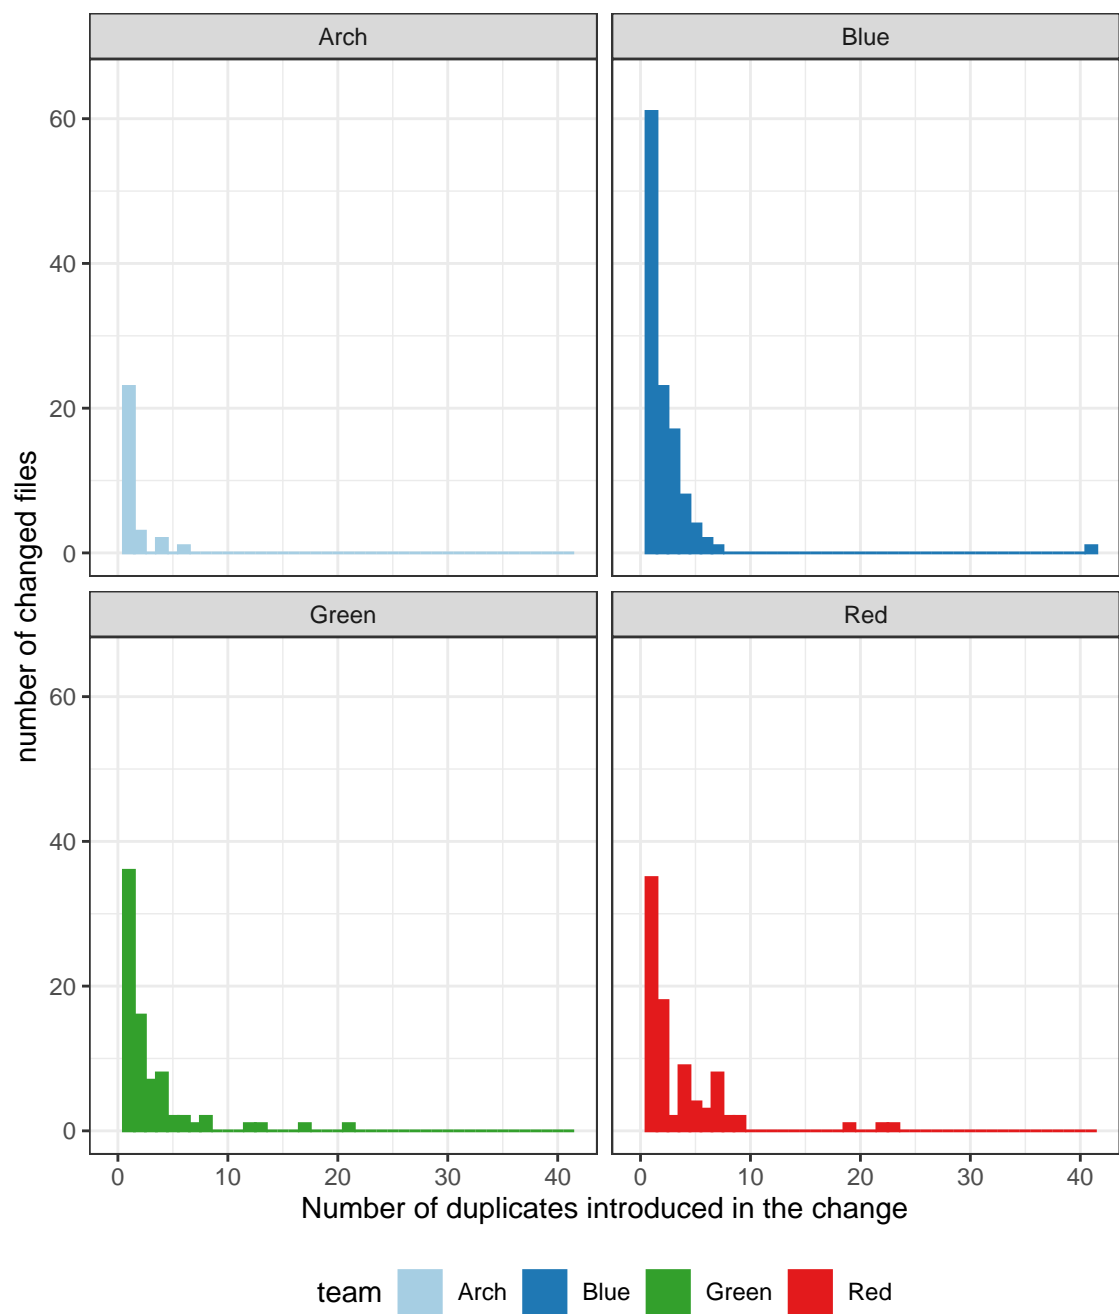 Arch
Blue
60
40
20
0
number of changed files
Green
Red
60
40
20
0
0 10 20 30 40
0 10 20 30 40
Number of duplicates introduced in the change
team Arch Blue Green Red